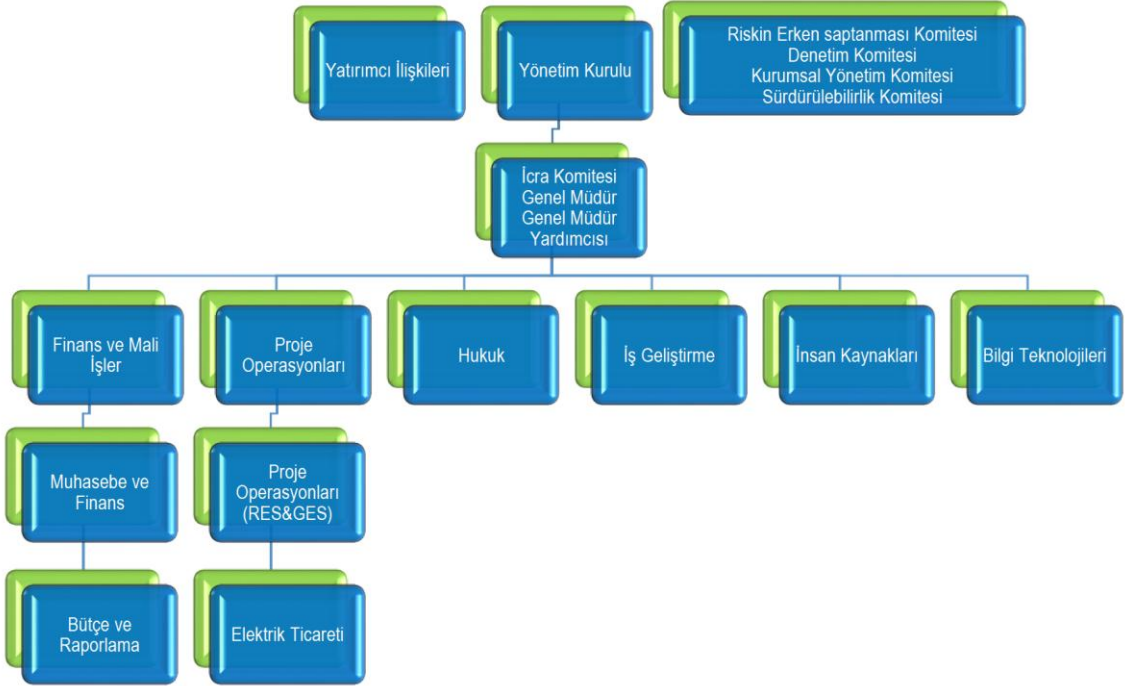 Yatırımcı İlişkileri
Yönetim Kurulu
Riskin Erken saptanması Komitesi
Denetim Komitesi
Kurumsal Yönetim Komitesi
Sürdürülebilirlik Komitesi
İcra Komitesi
Genel Müdür
Genel Müdür
Yardımcısı
Finans ve Mali
İşler
Proje
Operasyonları
Hukuk
İş Geliştirme
İnsan Kaynakları
Bilgi Teknolojileri
Muhasebe ve
Finans
Proje
Operasyonları
(RES&GES)
Bütçe ve
Raporlama
Elektrik Ticareti